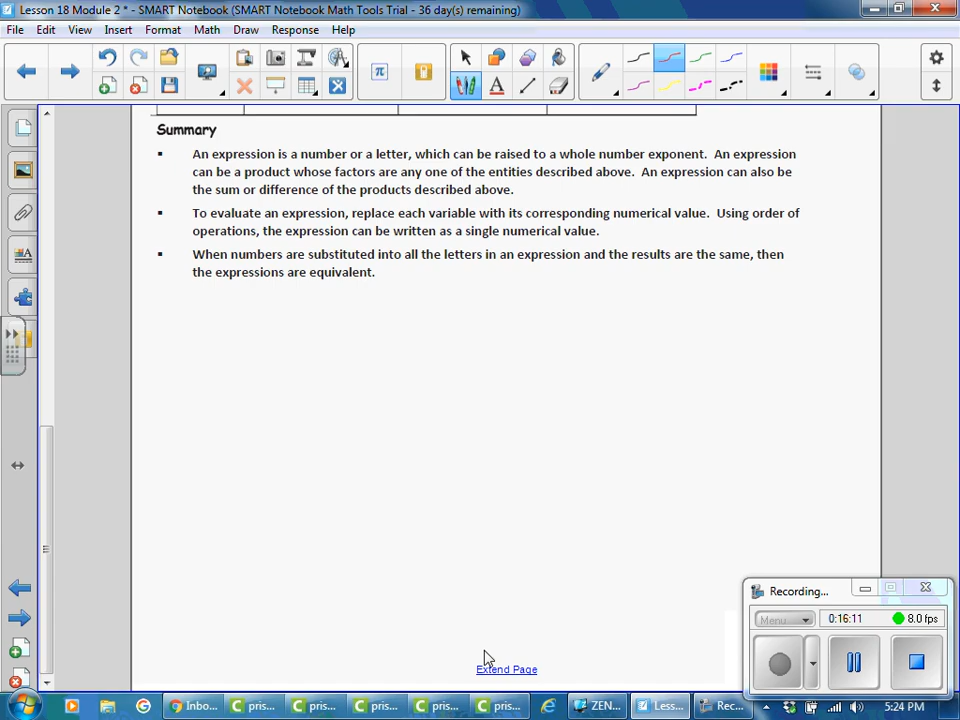 Lesson 18 Module 2 * - SMART Notebook (SMART Notebook Math Tools Trial - 36 day(s) remaining)
File Edit View Insert Format Math Tools Draw Response Help
Summary
▪ An expression is a number or a letter, which can be raised to a whole number exponent. An expression
can be a product whose factors are any one of the entities described above. An expression can also be
the sum or difference of the products described above.
▪ To evaluate an expression, replace each variable with its corresponding numerical value. Using order of
operations, the expression can be written as a single numerical value.
▪ When numbers are substituted into all the letters in an expression and the results are the same, then
the expressions are equivalent.
Extend Page
Recording...
Menu 0:16:11 8.0 fps
Inbo... pris... pris... pris... pris... pris... ZEN... Less... Rec... 5:24 PM